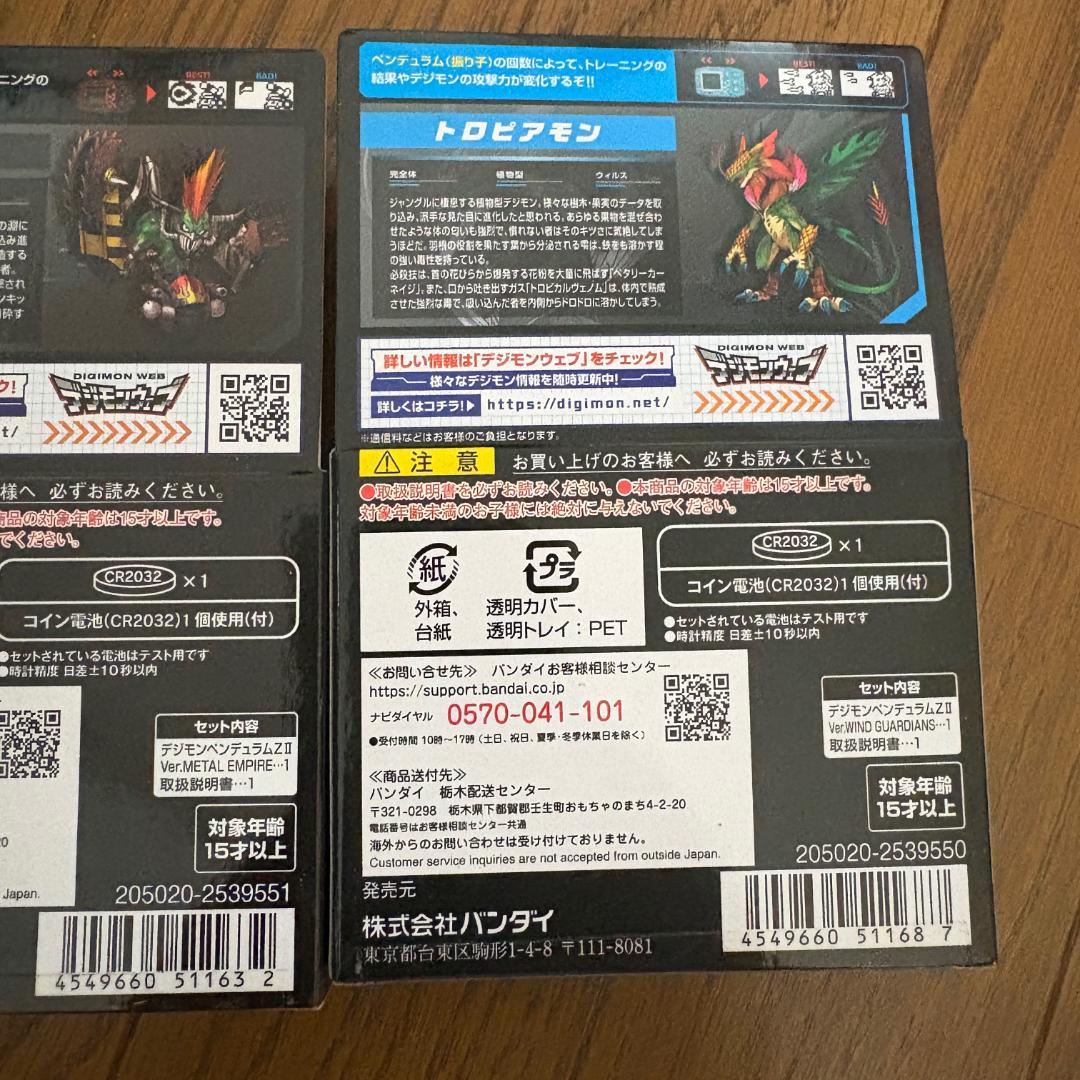 ニングの
BEST!
BAD!
の淵に
込み進
する
者。
され
ンキッ
砕す
ク!
DIGIMON WEB
デジモンウェブ
t/
様へ 必ずお読みください。
商品の対象年齢は15才以上です。
でください。
CR2032 ×1
コイン電池(CR2032)1個使用(付)
●セットされている電池はテスト用です
●時計精度 日差±10秒以内
セット内容
デジモンペンデュラムZⅡ
Ver.METAL EMPIRE…1
取扱説明書…1
対象年齢
15才以上
20
Japan.
205020-2539551
4549660 51163 2
ペンデュラム(振り子)の回数によって、トレーニングの
結果やデジモンの攻撃力が変化するぞ!!
BEST!
BAD!
トロピアモン
完全体 植物型 ウィルス
ジャングルに棲息する植物型デジモン。様々な樹木・果実のデータを取
り込み、派手な見た目に進化したと思われる。あらゆる果物を混ぜ合わ
せたような体の匂いも強烈で、慣れない者はそのキツさに気絶してしま
うほどだ。羽根の役割を果たす葉から分泌される雫は、鉄をも溶かす程
の強い毒性を持っている。
必殺技は、首の花びらから爆発する花粉を大量に飛ばす「ペタリーカー
ネイジ」。また、口から吐き出すガス「トロピカルヴェノム」は、体内で熟成
させた強烈な毒で、吸い込んだ者を内側からドロドロに溶かしてしまう。
詳しい情報は「デジモンウェブ」をチェック!
様々なデジモン情報を随時更新中!
詳しくはコチラ!▶ https://digimon.net/
DIGIMON WEB
デジモンウェブ
※通信料などはお客様のご負担となります。
⚠注 意 お買い上げのお客様へ 必ずお読みください。
●取扱説明書を必ずお読みください。●本商品の対象年齢は15才以上です。
対象年齢未満のお子様には絶対に与えないでください。
紙
外箱、
台紙
プラ
透明カバー、
透明トレイ:PET
CR2032 ×1
コイン電池(CR2032)1個使用(付)
●セットされている電池はテスト用です
●時計精度 日差±10秒以内
≪お問い合せ先≫ バンダイお客様相談センター
https://support.bandai.co.jp
ナビダイヤル 0570-041-101
●受付時間 10時〜17時(土日、祝日、夏季・冬季休業日を除く)
≪商品送付先≫
バンダイ 栃木配送センター
〒321-0298 栃木県下都賀郡壬生町おもちゃのまち4-2-20
電話番号はお客様相談センター共通
海外からのお問い合わせは受け付けておりません。
Customer service inquiries are not accepted from outside Japan.
セット内容
デジモンペンデュラムZⅡ
Ver.WIND GUARDIANS…1
取扱説明書…1
対象年齢
15才以上
205020-2539550
発売元
株式会社バンダイ
東京都台東区駒形1-4-8 〒111-8081
4549660 51168 7